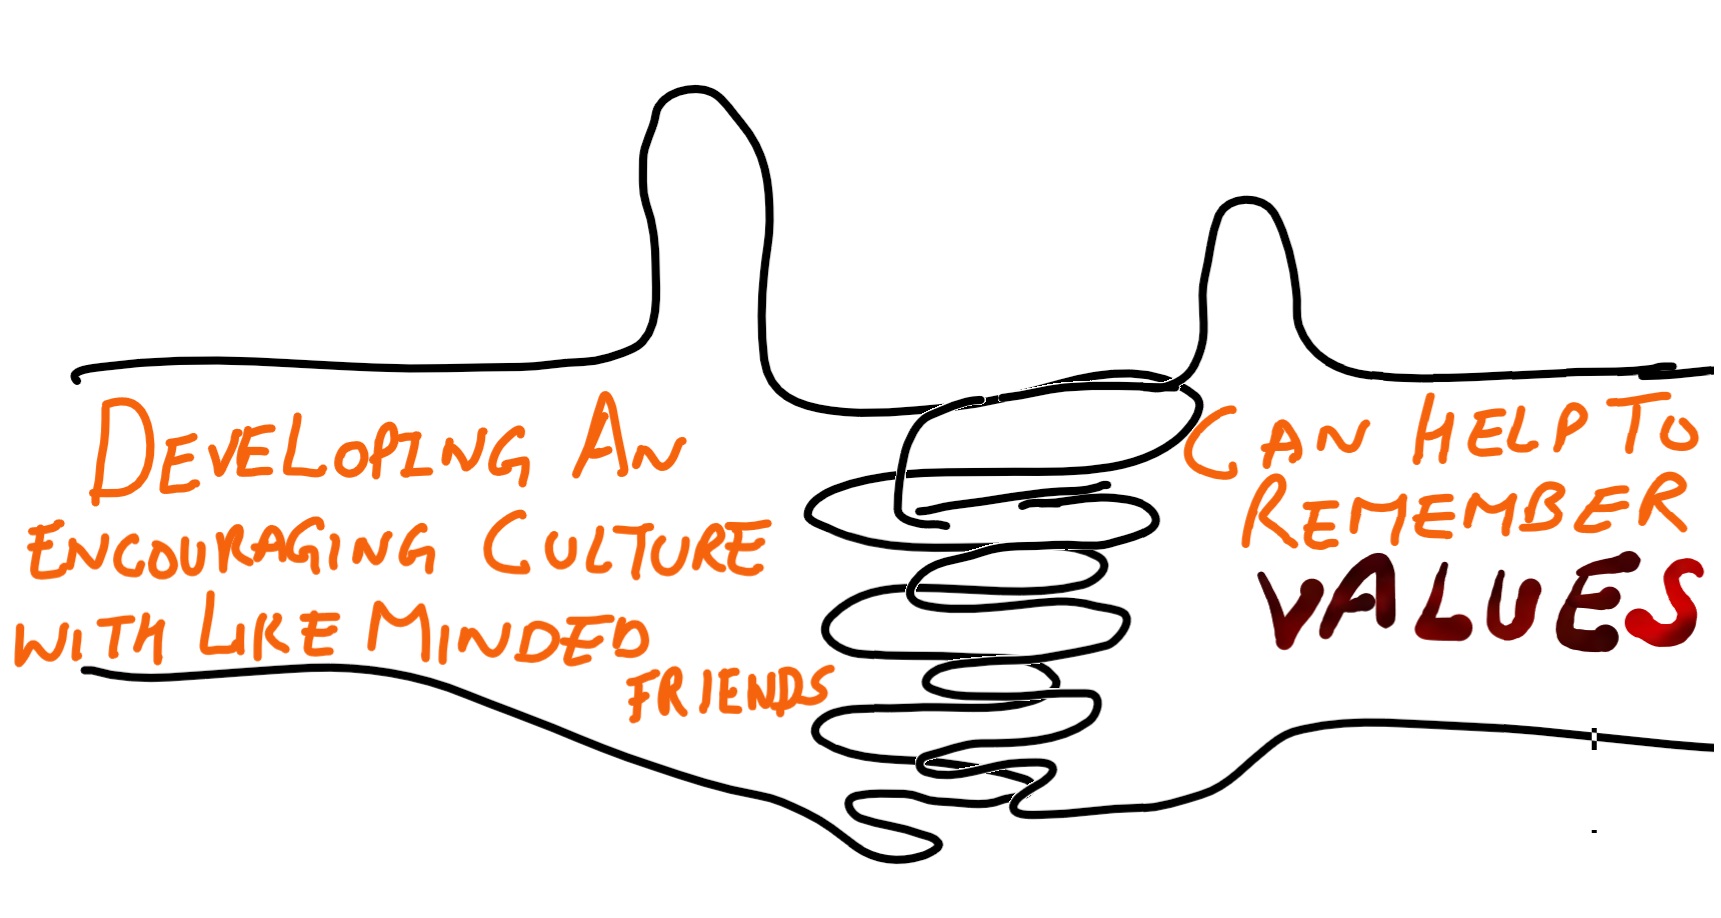 DEVELOPING AN
ENCOURAGING CULTURE
WITH LIKE MINDED
FRIENDS
CAN HELP TO
REMEMBER
VALUES